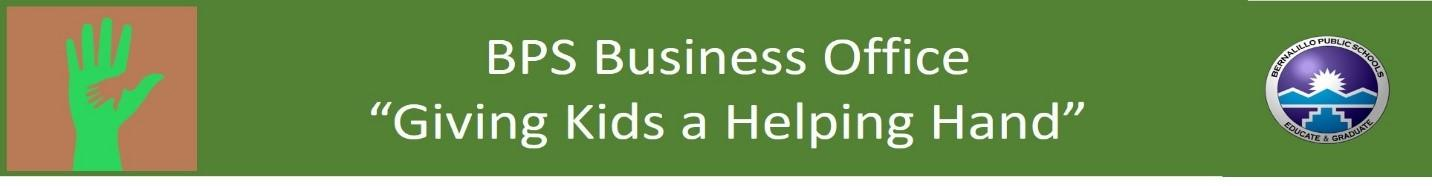 BPS Business Office
“Giving Kids a Helping Hand”
BERNALILLO PUBLIC SCHOOLS
EDUCATE & GRADUATE